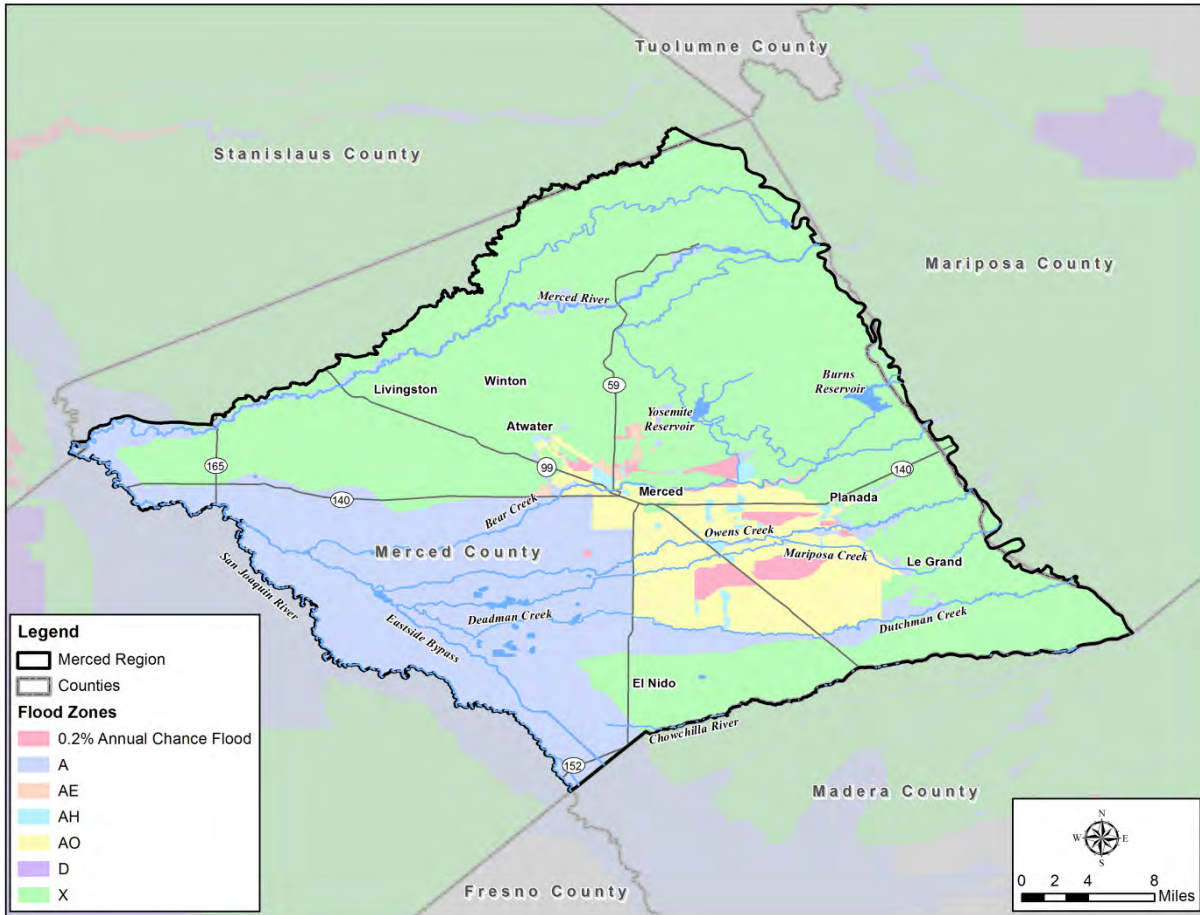 Tuolumne County
Stanislaus County
Mariposa County
Merced River
Livingston
Winton
59
Burns
Reservoir
Yosemite
Reservoir
Atwater
99
165
140
140
Merced
Planada
Bear Creek
Owens Creek
Merced County
Mariposa Creek
Le Grand
San Joaquin River
Deadman Creek
Dutchman Creek
Eastside Bypass
El Nido
Chowchilla River
152
Madera County
Fresno County
Legend
Merced Region
Counties
Flood Zones
0.2% Annual Chance Flood
A
AE
AH
AO
D
X
N
W E
S
0 2 4 8
Miles